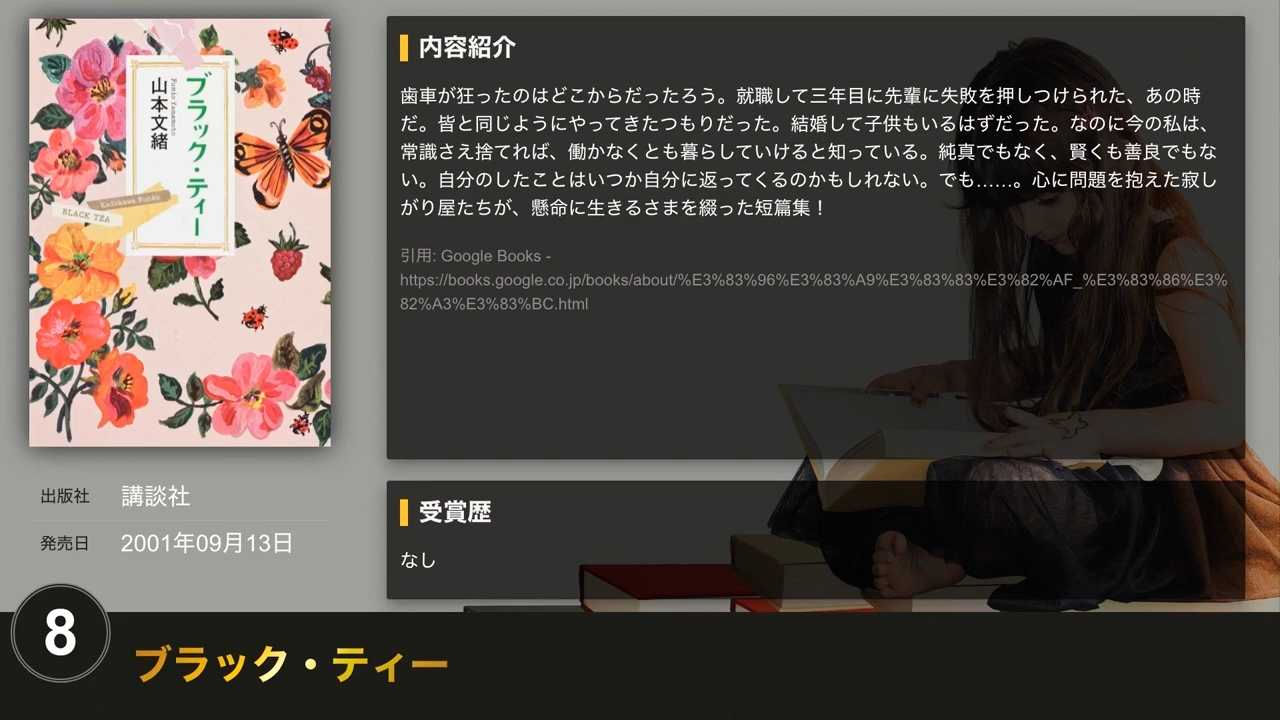 ブラック・ティー
Fumio Yamamoto
山本文緒
Kadokawa Bunko
BLACK TEA
出版社 講談社
発売日 2001年09月13日
内容紹介
歯車が狂ったのはどこからだったろう。就職して三年目に先輩に失敗を押しつけられた、あの時
だ。皆と同じようにやってきたつもりだった。結婚して子供もいるはずだった。なのに今の私は、
常識さえ捨てれば、働かなくとも暮らしていけると知っている。純真でもなく、賢くも善良でもな
い。自分のしたことはいつか自分に返ってくるのかもしれない。でも……。心に問題を抱えた寂し
がり屋たちが、懸命に生きるさまを綴った短篇集！
引用: Google Books -
https://books.google.co.jp/books/about/%E3%83%96%E3%83%A9%E3%83%83%E3%82%AF_%E3%83%86%E3%
82%A3%E3%83%BC.html
受賞歴
なし
8
ブラック・ティー